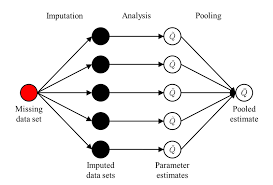 Imputation Analysis Pooling
Q̂
Q̂
Q̂
Q̂
Q̂
Q̂
Missing
data set
Pooled
estimate
Imputed
data sets
Parameter
estimates